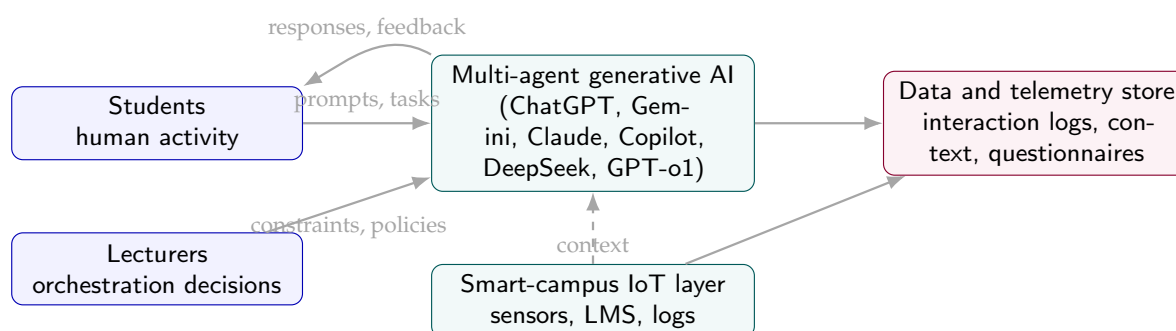 responses, feedback
Students
human activity
prompts, tasks
Multi-agent generative AI
(ChatGPT, Gem-
ini, Claude, Copilot,
DeepSeek, GPT-o1)
Data and telemetry store
interaction logs, con-
text, questionnaires
Lecturers
orchestration decisions
constraints, policies
context
Smart-campus IoT layer
sensors, LMS, logs